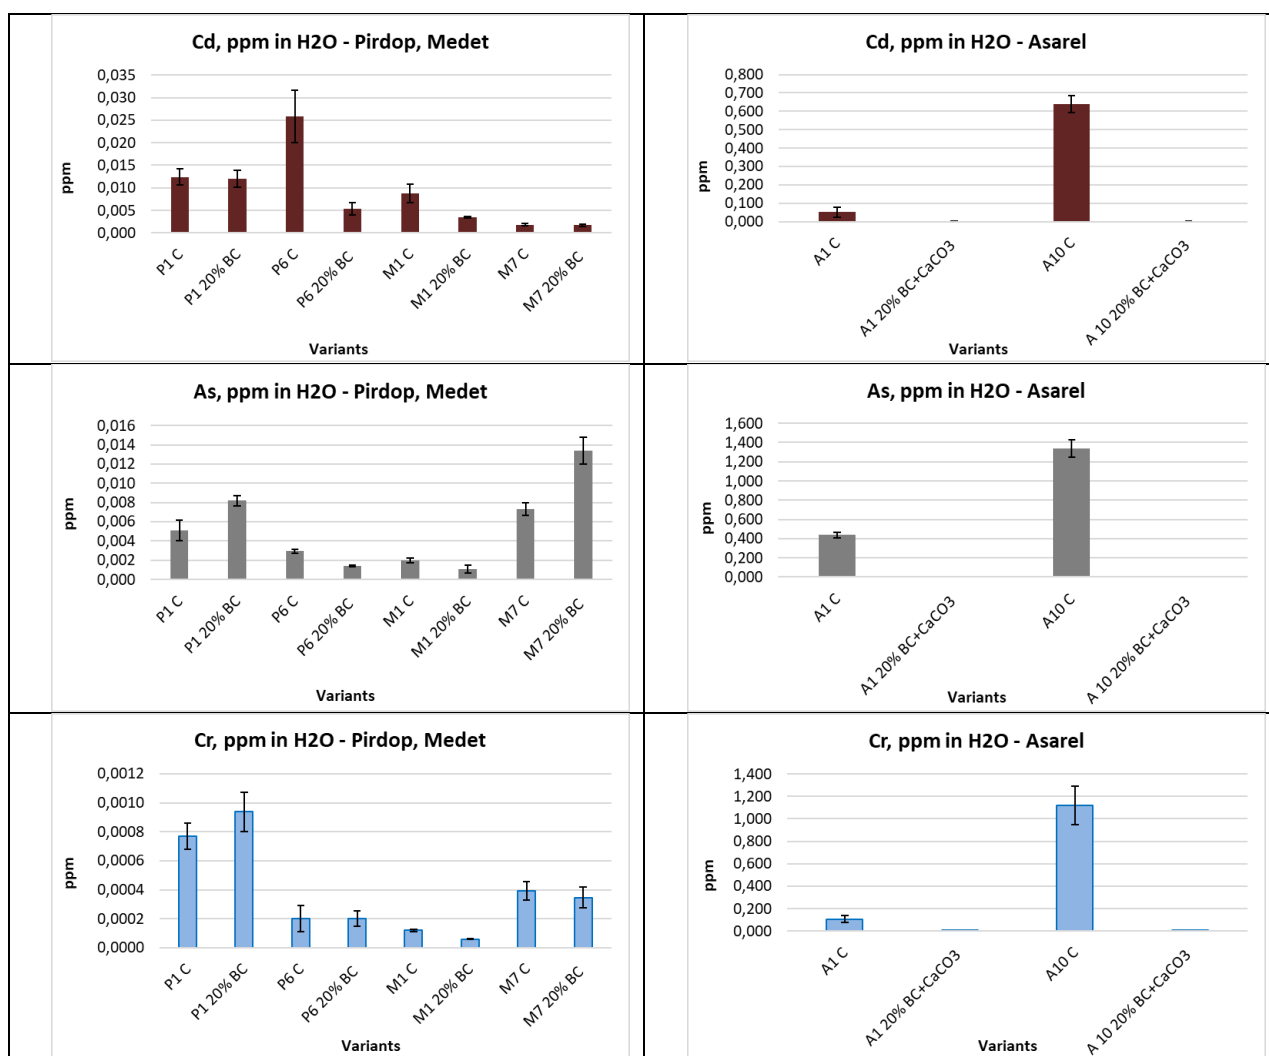 Cd, ppm in H2O - Pirdop, Medet
0,035
0,030
0,025
0,020
0,015
0,010
0,005
0,000
ppm
P1 C
P1 20% BC
P6 C
P6 20% BC
M1 C
M1 20% BC
M7 C
M7 20% BC
Variants
Cd, ppm in H2O - Asarel
0,800
0,700
0,600
0,500
0,400
0,300
0,200
0,100
0,000
ppm
A1 C
A1 20% BC+CaCO3
A10 C
A 10 20% BC+CaCO3
Variants
As, ppm in H2O - Pirdop, Medet
0,016
0,014
0,012
0,010
0,008
0,006
0,004
0,002
0,000
ppm
P1 C
P1 20% BC
P6 C
P6 20% BC
M1 C
M1 20% BC
M7 C
M7 20% BC
Variants
As, ppm in H2O - Asarel
1,600
1,400
1,200
1,000
0,800
0,600
0,400
0,200
0,000
ppm
A1 C
A1 20% BC+CaCO3
A10 C
A 10 20% BC+CaCO3
Variants
Cr, ppm in H2O - Pirdop, Medet
0,0012
0,0010
0,0008
0,0006
0,0004
0,0002
0,0000
ppm
P1 C
P1 20% BC
P6 C
P6 20% BC
M1 C
M1 20% BC
M7 C
M7 20% BC
Variants
Cr, ppm in H2O - Asarel
1,400
1,200
1,000
0,800
0,600
0,400
0,200
0,000
ppm
A1 C
A1 20% BC+CaCO3
A10 C
A 10 20% BC+CaCO3
Variants